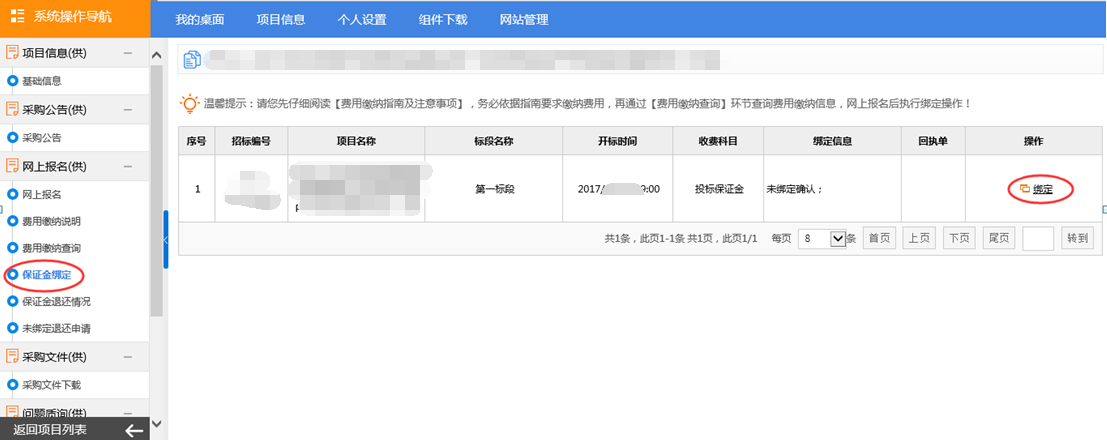 系统操作导航
我的桌面 项目信息 个人设置 组件下载 网站管理
项目信息(供)
基础信息
采购公告(供)
采购公告
网上报名(供)
网上报名
费用缴纳说明
费用缴纳查询
保证金绑定
保证金退还情况
未绑定退还申请
采购文件(供)
采购文件下载
问题质询(供)
返回项目列表
温馨提示：请您先仔细阅读【费用缴纳指南及注意事项】，务必依据指南要求缴纳费用，再通过【费用缴纳查询】环节查询费用缴纳信息，网上报名后执行绑定操作！
序号 招标编号 项目名称 标段名称 开标时间 收费科目 绑定信息 回执单 操作
1 第一标段 2017/ 9:00 投标保证金 未绑定确认； 绑定
共1条，此页1-1条 共1页，此页1/1 每页 8 条 首页 上页 下页 尾页 转到